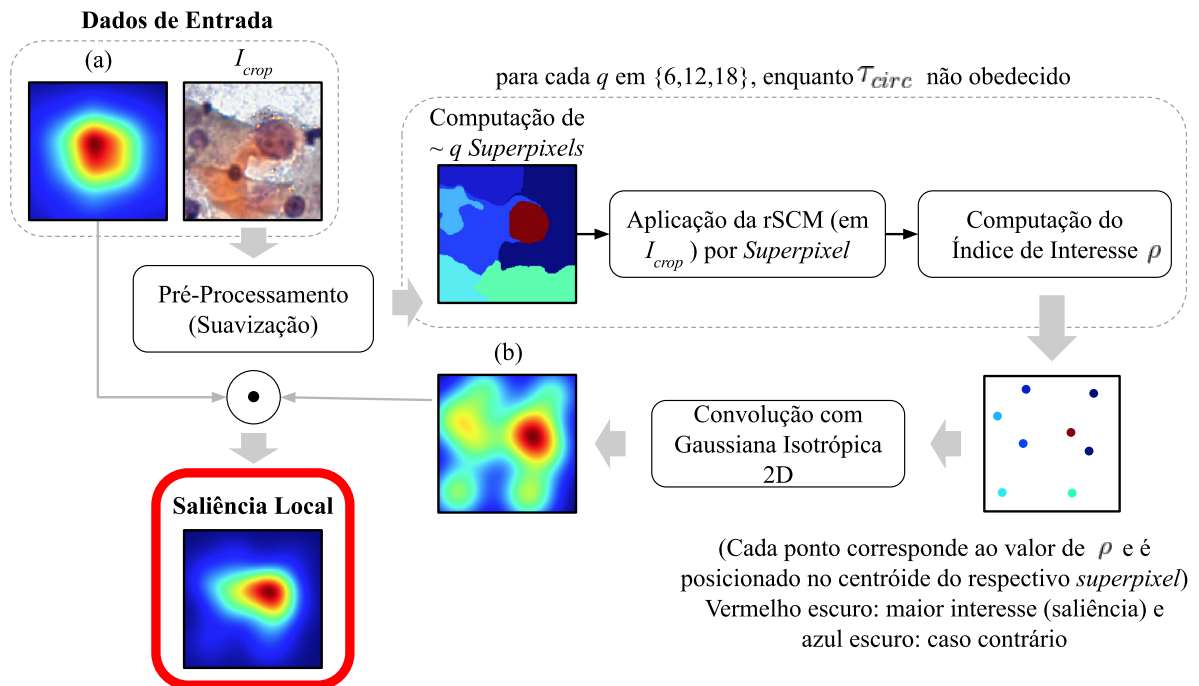 Dados de Entrada
(a)
I_crop
para cada q em {6,12,18}, enquanto τ_circ não obedecido
Computação de
~ q Superpixels
Aplicação da rSCM (em
I_crop ) por Superpixel
Computação do
Índice de Interesse ρ
Pré-Processamento
(Suavização)
(b)
Convolução com
Gaussiana Isotrópica
2D
Saliência Local
(Cada ponto corresponde ao valor de ρ e é
posicionado no centróide do respectivo superpixel)
Vermelho escuro: maior interesse (saliência) e
azul escuro: caso contrário